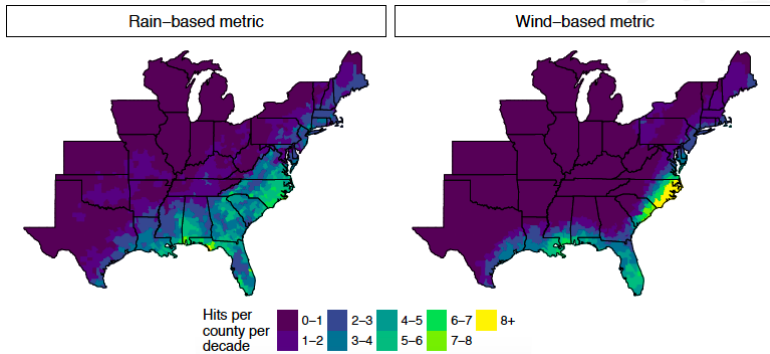 Rain–based metric
Wind–based metric
Hits per
county per
decade
0–1
2–3
4–5
6–7
8+
1–2
3–4
5–6
7–8